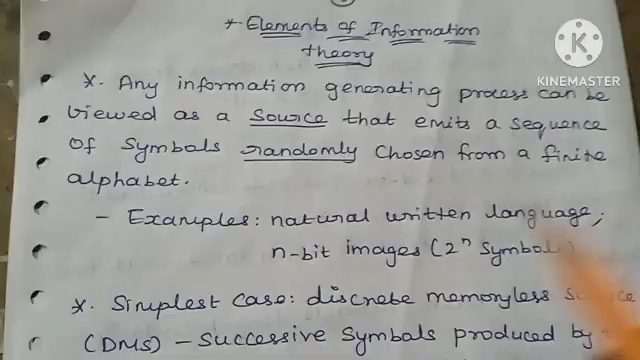 * Elements of Information
theory
K
KINEMASTER
*. Any information generating process can be
viewed as a source that emits a sequence
of symbols randomly chosen from a finite
alphabet.
- Examples: natural written language;
n-bit images (2ⁿ symbols)
*. Simplest case: discrete memoryless
(DMS) - Successive symbols produced by